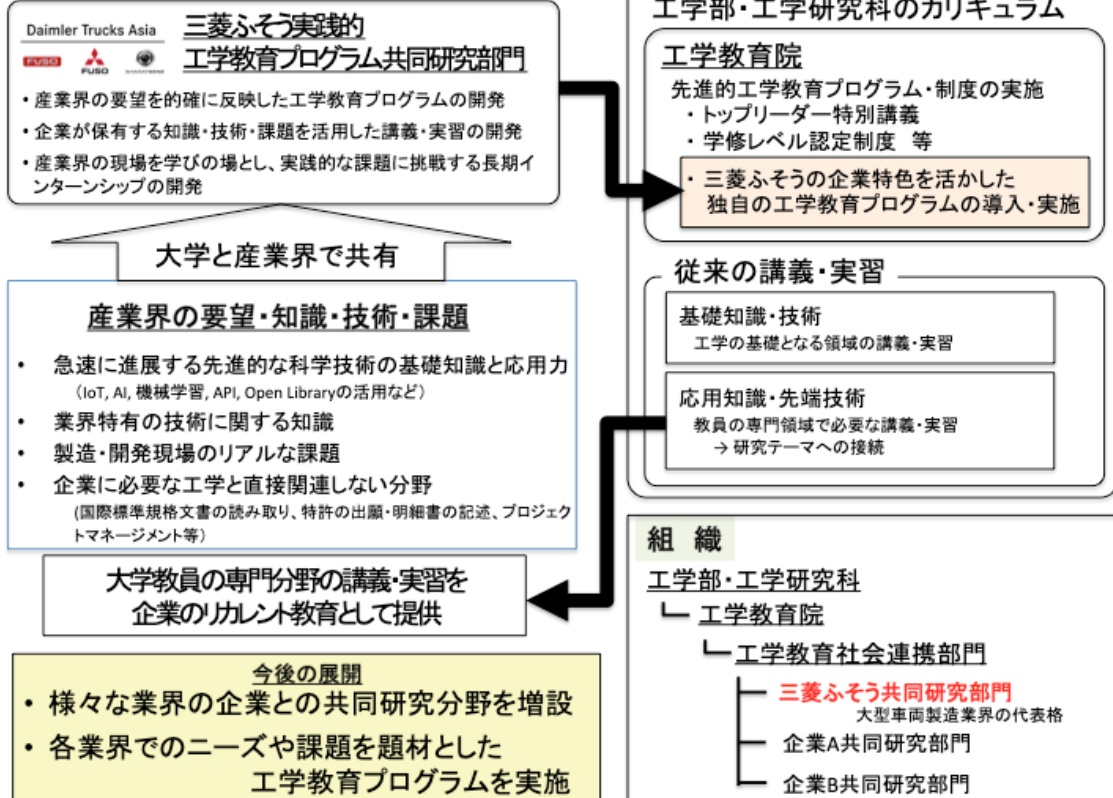 Daimler Trucks Asia
FUSO
FUSO
三菱ふそう実践的
工学教育プログラム共同研究部門
・産業界の要望を的確に反映した工学教育プログラムの開発
・企業が保有する知識・技術・課題を活用した講義・実習の開発
・産業界の現場を学びの場とし、実践的な課題に挑戦する長期イ
ンターンシップの開発
大学と産業界で共有
産業界の要望・知識・技術・課題
• 急速に進展する先進的な科学技術の基礎知識と応用力
（IoT, AI, 機械学習, API, Open Libraryの活用など）
• 業界特有の技術に関する知識
• 製造・開発現場のリアルな課題
• 企業に必要な工学と直接関連しない分野
(国際標準規格文書の読み取り、特許の出願・明細書の記述、プロジェク
トマネージメント等）
大学教員の専門分野の講義・実習を
企業のリカレント教育として提供
今後の展開
• 様々な業界の企業との共同研究分野を増設
• 各業界でのニーズや課題を題材とした
工学教育プログラムを実施
工学部・工学研究科のカリキュラム
工学教育院
先進的工学教育プログラム・制度の実施
・トップリーダー特別講義
・学修レベル認定制度 等
・三菱ふそうの企業特色を活かした
独自の工学教育プログラムの導入・実施
従来の講義・実習
基礎知識・技術
工学の基礎となる領域の講義・実習
応用知識・先端技術
教員の専門領域で必要な講義・実習
→ 研究テーマへの接続
組 織
工学部・工学研究科
工学教育院
工学教育社会連携部門
三菱ふそう共同研究部門
大型車両製造業界の代表格
企業A共同研究部門
企業B共同研究部門